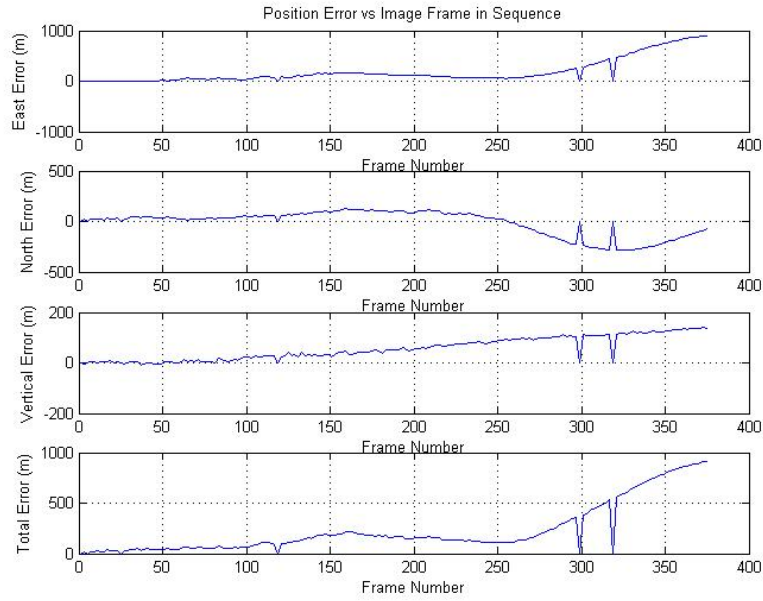 Position Error vs Image Frame in Sequence
1000
0
-1000
East Error (m)
0 50 100 150 200 250 300 350 400
Frame Number
500
0
-500
North Error (m)
0 50 100 150 200 250 300 350 400
Frame Number
200
0
-200
Vertical Error (m)
0 50 100 150 200 250 300 350 400
Frame Number
1000
500
0
Total Error (m)
0 50 100 150 200 250 300 350 400
Frame Number